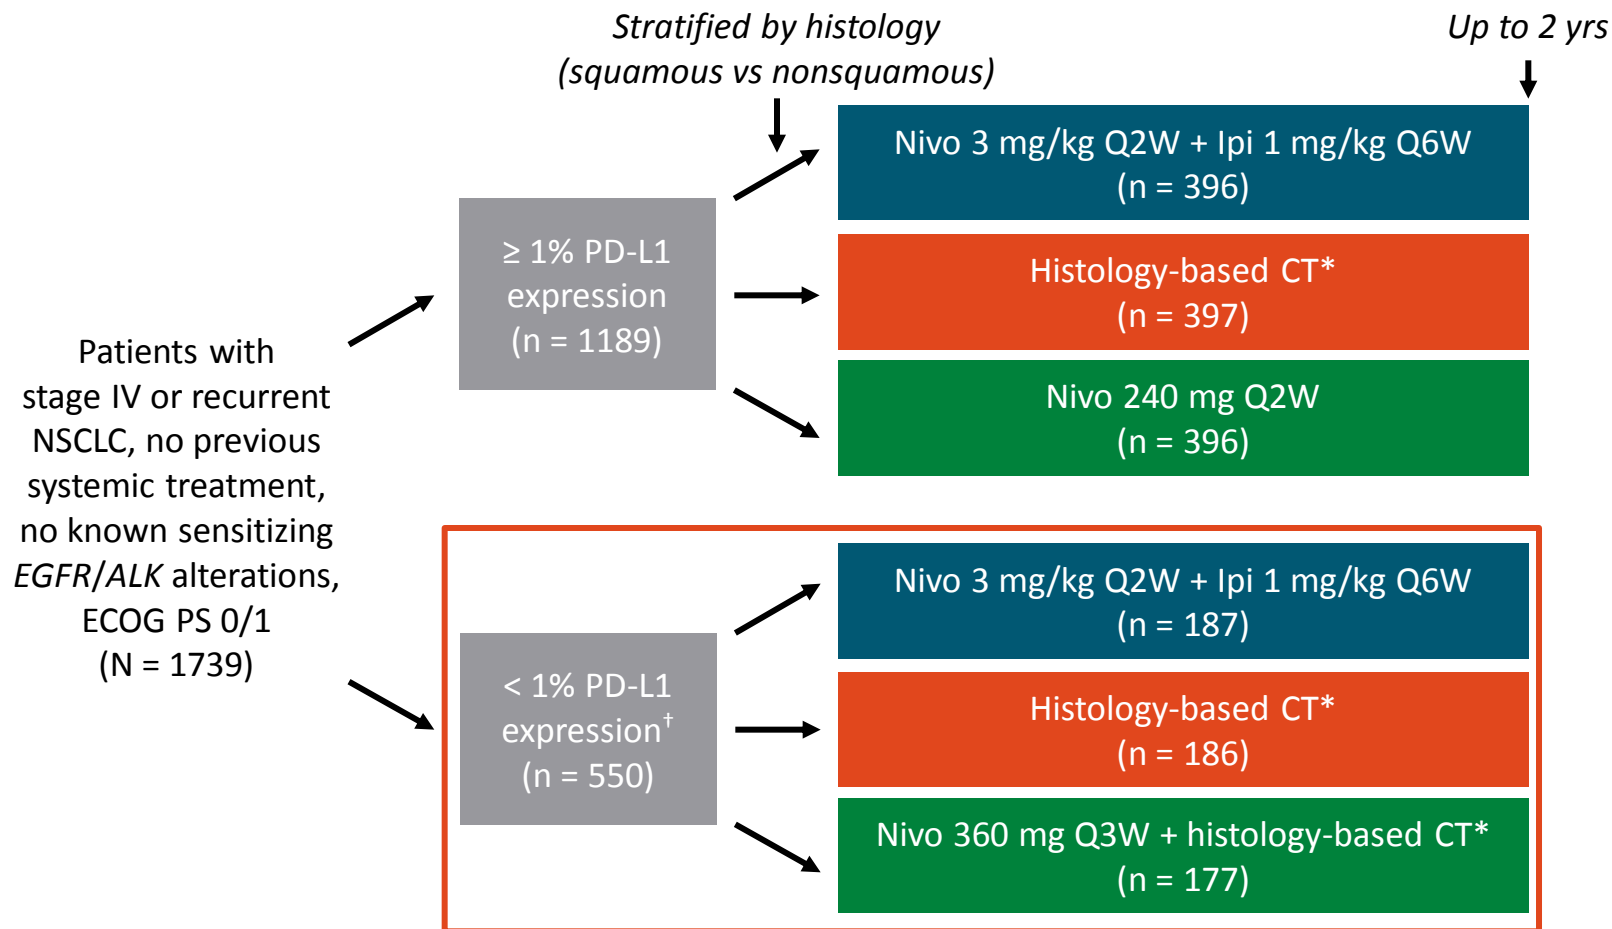 Stratified by histology
(squamous vs nonsquamous)
Up to 2 yrs
Patients with
stage IV or recurrent
NSCLC, no previous
systemic treatment,
no known sensitizing
EGFR/ALK alterations,
ECOG PS 0/1
(N = 1739)
≥ 1% PD-L1
expression
(n = 1189)
Nivo 3 mg/kg Q2W + Ipi 1 mg/kg Q6W
(n = 396)
Histology-based CT*
(n = 397)
Nivo 240 mg Q2W
(n = 396)
< 1% PD-L1
expression†
(n = 550)
Nivo 3 mg/kg Q2W + Ipi 1 mg/kg Q6W
(n = 187)
Histology-based CT*
(n = 186)
Nivo 360 mg Q3W + histology-based CT*
(n = 177)